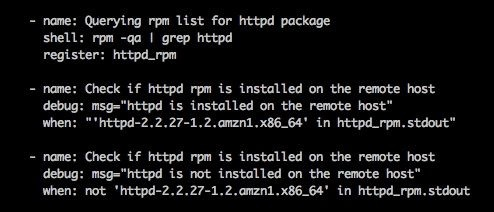 - name: Querying rpm list for httpd package
shell: rpm -qa | grep httpd
register: httpd_rpm
- name: Check if httpd rpm is installed on the remote host
debug: msg="httpd is installed on the remote host"
when: "'httpd-2.2.27-1.2.amzn1.x86_64' in httpd_rpm.stdout"
- name: Check if httpd rpm is installed on the remote host
debug: msg="httpd is not installed on the remote host"
when: not 'httpd-2.2.27-1.2.amzn1.x86_64' in httpd_rpm.stdout